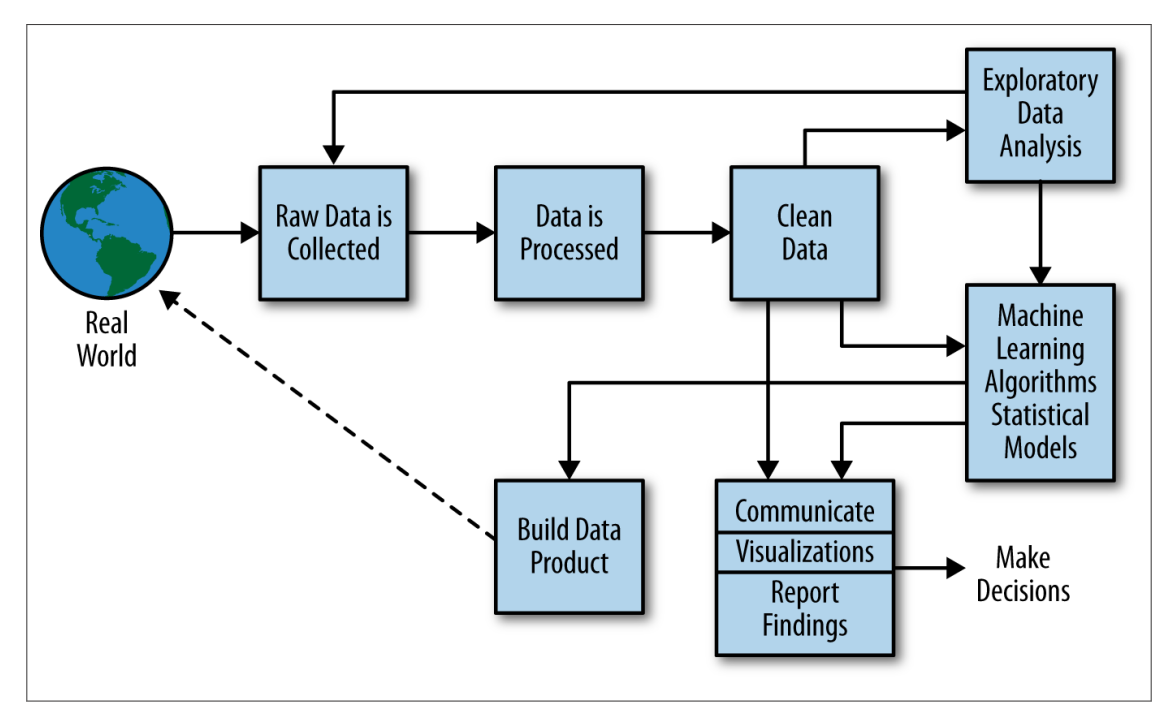 Exploratory
Data
Analysis
Raw Data is
Collected
Data is
Processed
Clean
Data
Real
World
Machine
Learning
Algorithms
Statistical
Models
Build Data
Product
Communicate
Visualizations
Report
Findings
Make
Decisions